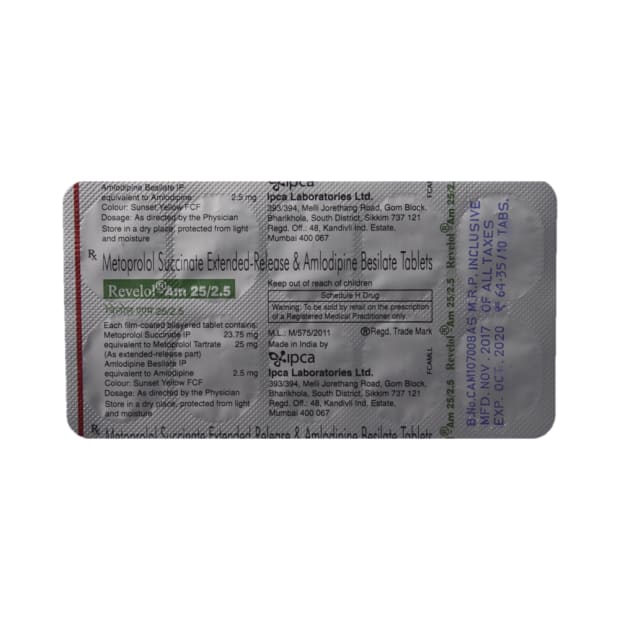 Amlodipine Besilate IP
equivalent to Amlodipine 2.5 mg
Colour: Sunset Yellow FCF
Dosage: As directed by the Physician
Store in a dry place, protected from light
and moisture
ipca
Ipca Laboratories Ltd.
393/394, Melli Jorethang Road, Gom Block,
Bharikhola, South District, Sikkim 737 121
Regd. Off.: 48, Kandivli Ind. Estate,
Mumbai 400 067
Rx Metoprolol Succinate Extended-Release & Amlodipine Besilate Tablets
Revelol®Am 25/2.5
Each film-coated bilayered tablet contains:
Metoprolol Succinate IP 23.75 mg
equivalent to Metoprolol Tartrate 25 mg
(As extended-release part)
Amlodipine Besilate IP
equivalent to Amlodipine 2.5 mg
Colour: Sunset Yellow FCF
Dosage: As directed by the Physician
Store in a dry place, protected from light
and moisture
Keep out of reach of children
Schedule H Drug
Warning: To be sold by retail on the prescription
of a Registered Medical Practitioner only.
M.L.: M/575/2011 ®Regd. Trade Mark
Made in India by
ipca
Ipca Laboratories Ltd.
393/394, Melli Jorethang Road, Gom Block,
Bharikhola, South District, Sikkim 737 121
Regd. Off.: 48, Kandivli Ind. Estate,
Mumbai 400 067
Rx Metoprolol Succinate Extended-Release & Amlodipine Besilate Tablets
FCAMLL
Am 25/2.5 Revelol®Am 25/2.5 Revelol®Am 25/2.
B.No.CAM107008AS M.R.P. INCLUSIVE
MFD. NOV. 2017 OF ALL TAXES
EXP. OCT. 2020 ₹ 64.35/10 TABS.